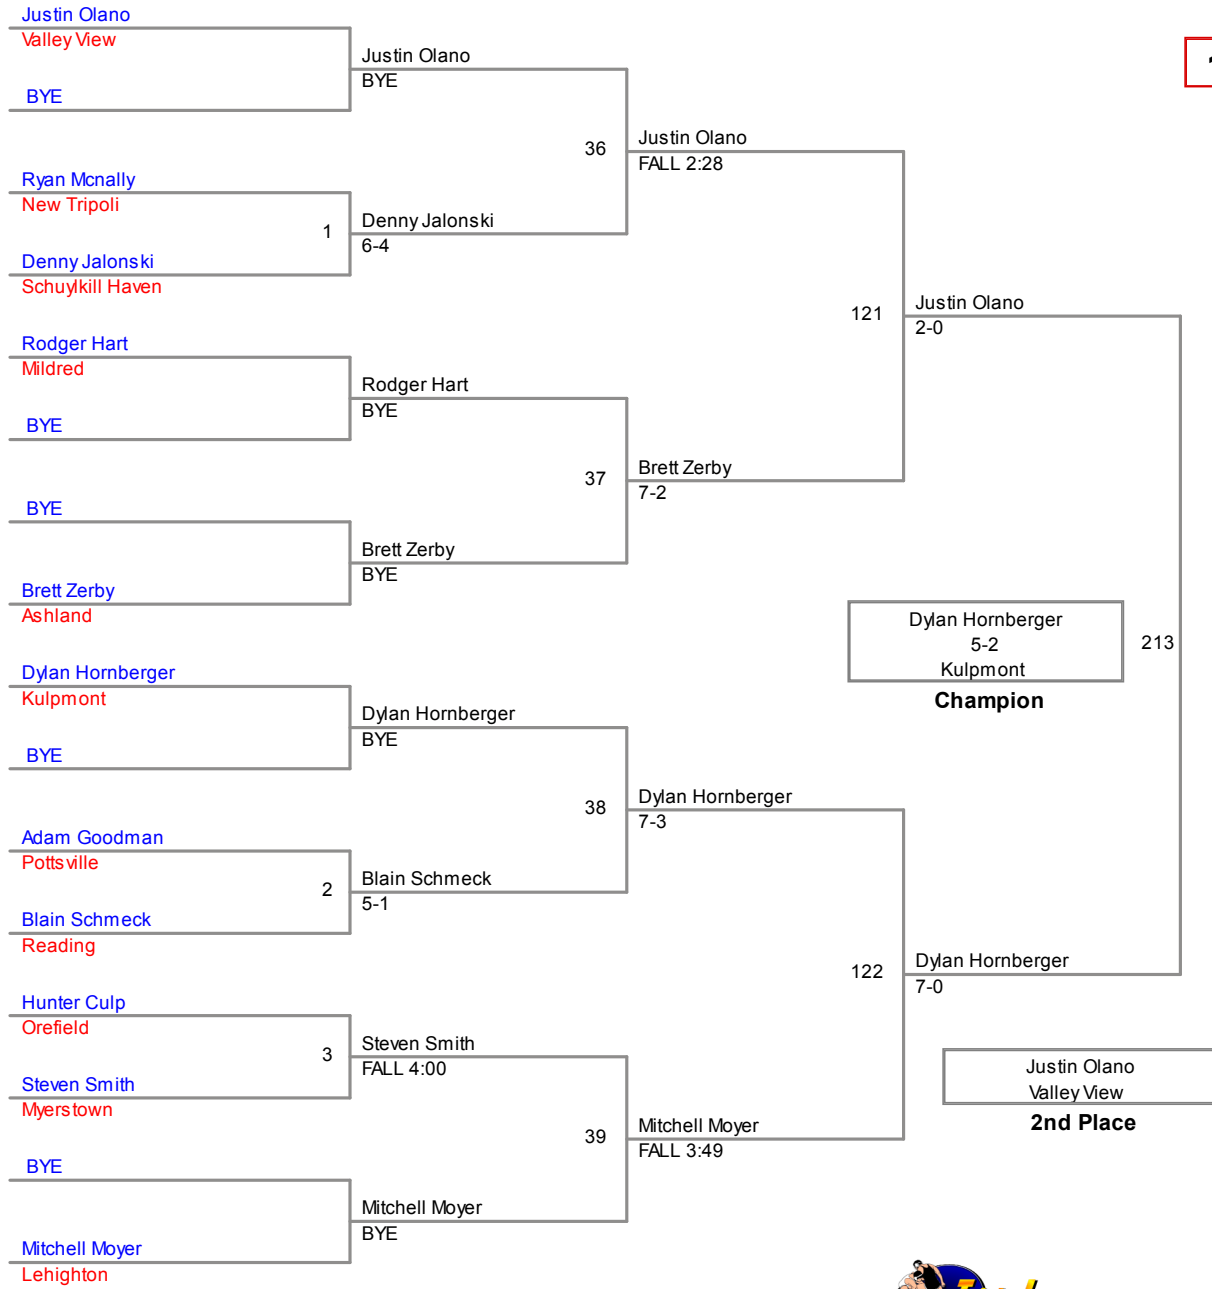 Justin Olano
Valley View
BYE
Ryan Mcnally
New Tripoli
1
Denny Jalonski
Schuylkill Haven
Rodger Hart
Mildred
BYE
BYE
Brett Zerby
Ashland
Dylan Hornberger
Kulpmont
BYE
Adam Goodman
Pottsville
2
Blain Schmeck
Reading
Hunter Culp
Orefield
3
Steven Smith
Myerstown
BYE
Mitchell Moyer
Lehighton
Justin Olano
BYE
36
Denny Jalonski
6-4
Rodger Hart
BYE
37
Brett Zerby
BYE
Dylan Hornberger
BYE
38
Blain Schmeck
5-1
Steven Smith
FALL 4:00
39
Mitchell Moyer
BYE
Justin Olano
FALL 2:28
121
Brett Zerby
7-2
Dylan Hornberger
7-3
122
Mitchell Moyer
FALL 3:49
Justin Olano
2-0
Dylan Hornberger
5-2
Kulpmont
213
Champion
Dylan Hornberger
7-0
Justin Olano
Valley View
2nd Place